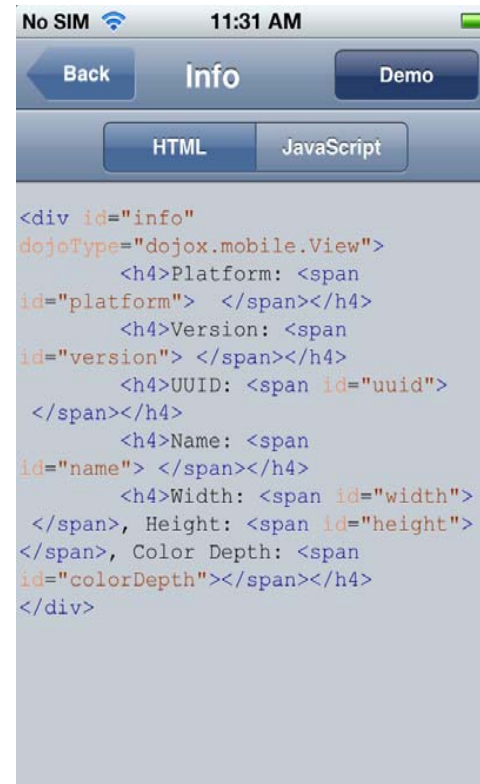 No SIM 11:31 AM
Back Info Demo
HTML JavaScript
<div id="info"
dojoType="dojox.mobile.View">
<h4>Platform: <span
id="platform">  </span></h4>
<h4>Version: <span
id="version"> </span></h4>
<h4>UUID: <span id="uuid">
</span></h4>
<h4>Name: <span
id="name"> </span></h4>
<h4>Width: <span id="width">
</span>, Height: <span id="height">
</span>, Color Depth: <span
id="colorDepth"></span></h4>
</div>